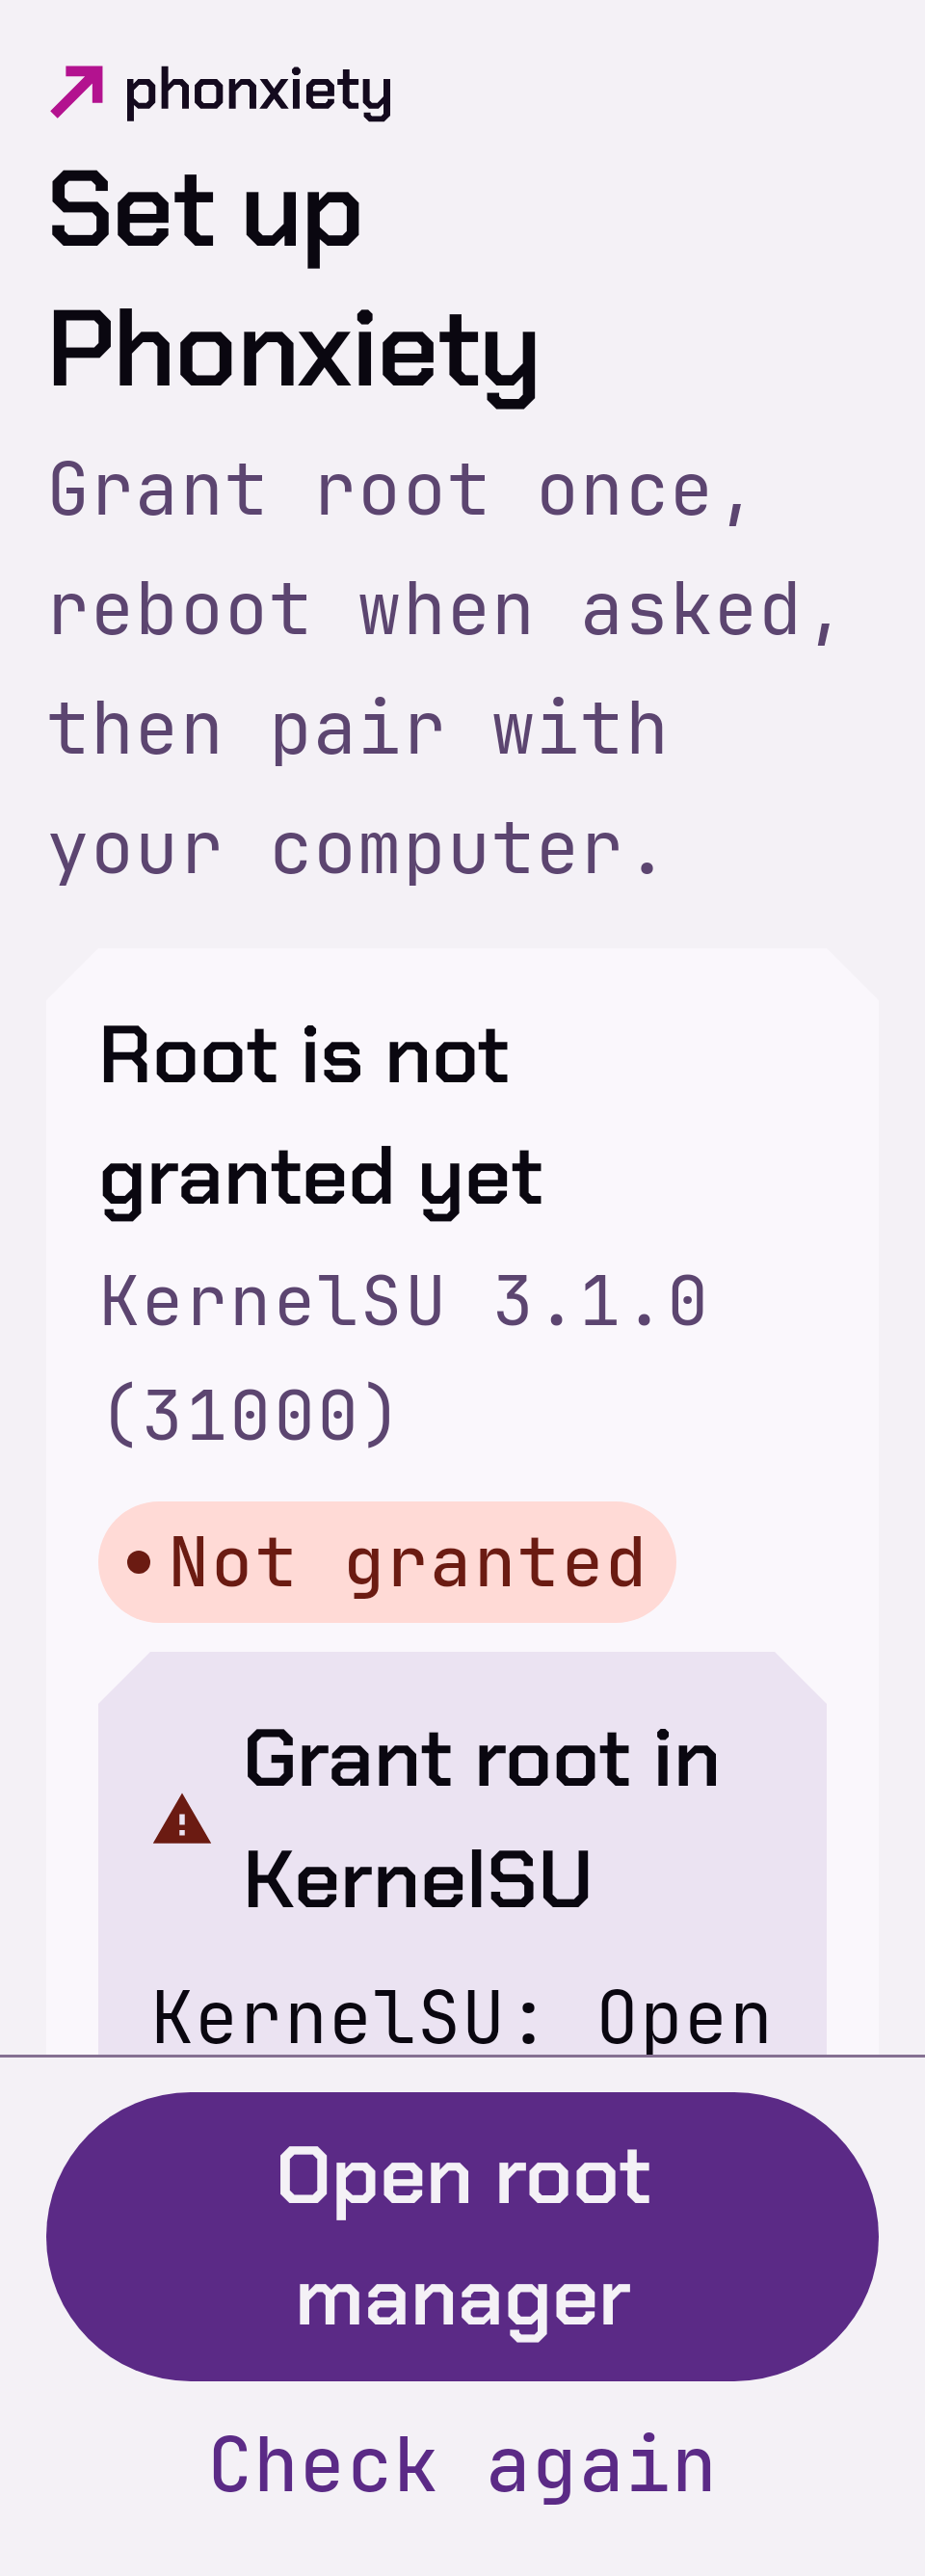 phonxiety
Set up
Phonxiety
Grant root once,
reboot when asked,
then pair with
your computer.
Root is not
granted yet
KernelSU 3.1.0
(31000)
Not granted
Grant root in
KernelSU
KernelSU: Open
Open root
manager
Check again